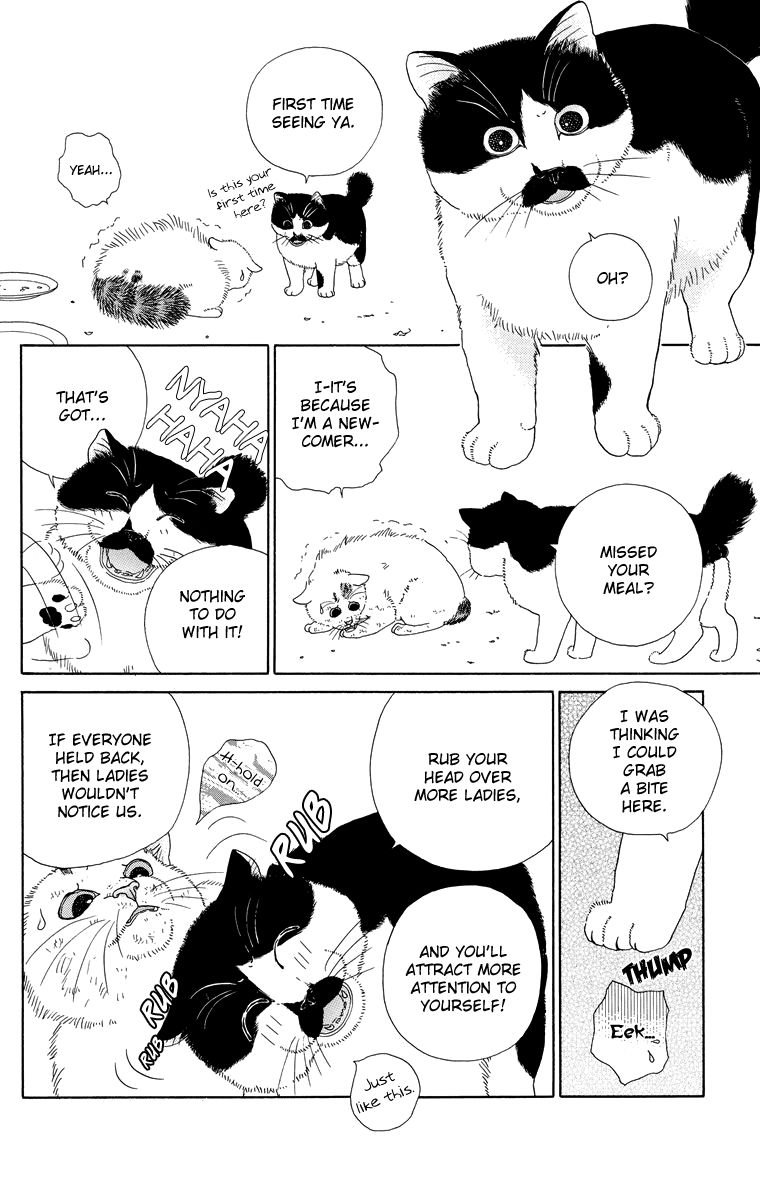 OH?
FIRST TIME
SEEING YA.
Is this your
first time
here?
YEAH...
MISSED
YOUR
MEAL?
I-IT'S
BECAUSE
I'M A NEW-
COMER...
THAT'S
GOT...
NYAHA
HAHA
NOTHING
TO DO
WITH IT!
I WAS
THINKING
I COULD
GRAB
A BITE
HERE.
THUMP
Eek...
RUB YOUR
HEAD OVER
MORE LADIES,
AND YOU'LL
ATTRACT MORE
ATTENTION TO
YOURSELF!
Just
like this.
RUB
H-hold
on...
IF EVERYONE
HELD BACK,
THEN LADIES
WOULDN'T
NOTICE US.
RUB
RUB